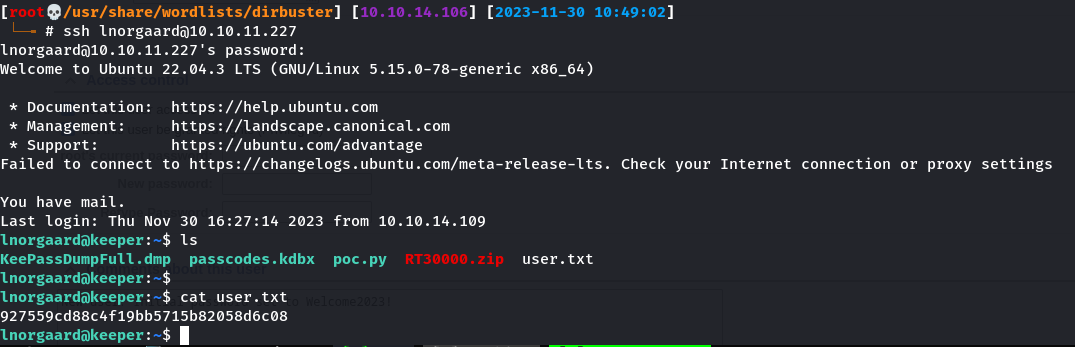 [root💀/usr/share/wordlists/dirbuster] [10.10.14.106] [2023-11-30 10:49:02]
└──╼ # ssh lnorgaard@10.10.11.227
lnorgaard@10.10.11.227's password:
Welcome to Ubuntu 22.04.3 LTS (GNU/Linux 5.15.0-78-generic x86_64)
* Documentation: https://help.ubuntu.com
* Management: https://landscape.canonical.com
* Support: https://ubuntu.com/advantage
Failed to connect to https://changelogs.ubuntu.com/meta-release-lts. Check your Internet connection or proxy settings
New password
You have mail.
Last login: Thu Nov 30 16:27:14 2023 from 10.10.14.109
lnorgaard@keeper:~$ ls
KeePassDumpFull.dmp passcodes.kdbx poc.py RT30000.zip user.txt
lnorgaard@keeper:~$
lnorgaard@keeper:~$ cat user.txt
to Welcome2023!
927559cd88c4f19bb5715b82058d6c08
lnorgaard@keeper:~$